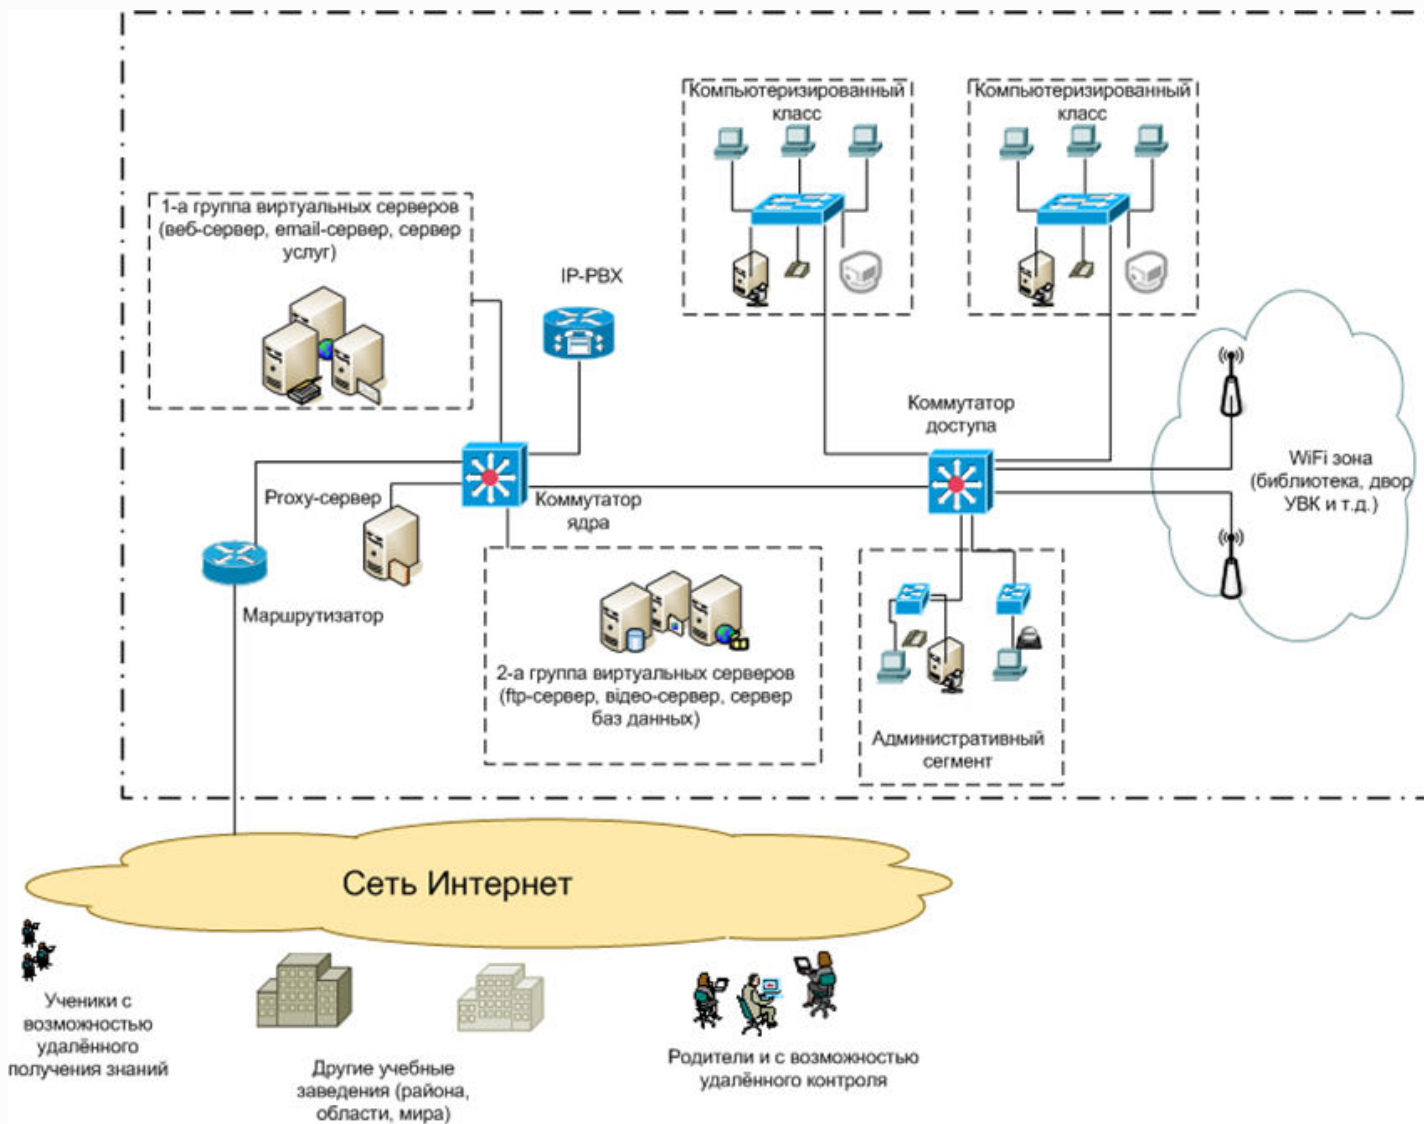 Компьютеризированный
класс
Компьютеризированный
класс
1-а группа виртуальных серверов
(веб-сервер, email-сервер, сервер
услуг)
IP-PBX
Коммутатор
доступа
WiFi зона
(библиотека, двор
УВК и т.д.)
Proxy-сервер
Коммутатор
ядра
Маршрутизатор
2-а группа виртуальных серверов
(ftp-сервер, відео-сервер, сервер
баз данных)
Административный
сегмент
Сеть Интернет
Ученики с
возможностью
удалённого
получения знаний
Другие учебные
заведения (района,
области, мира)
Родители и с возможностью
удалённого контроля